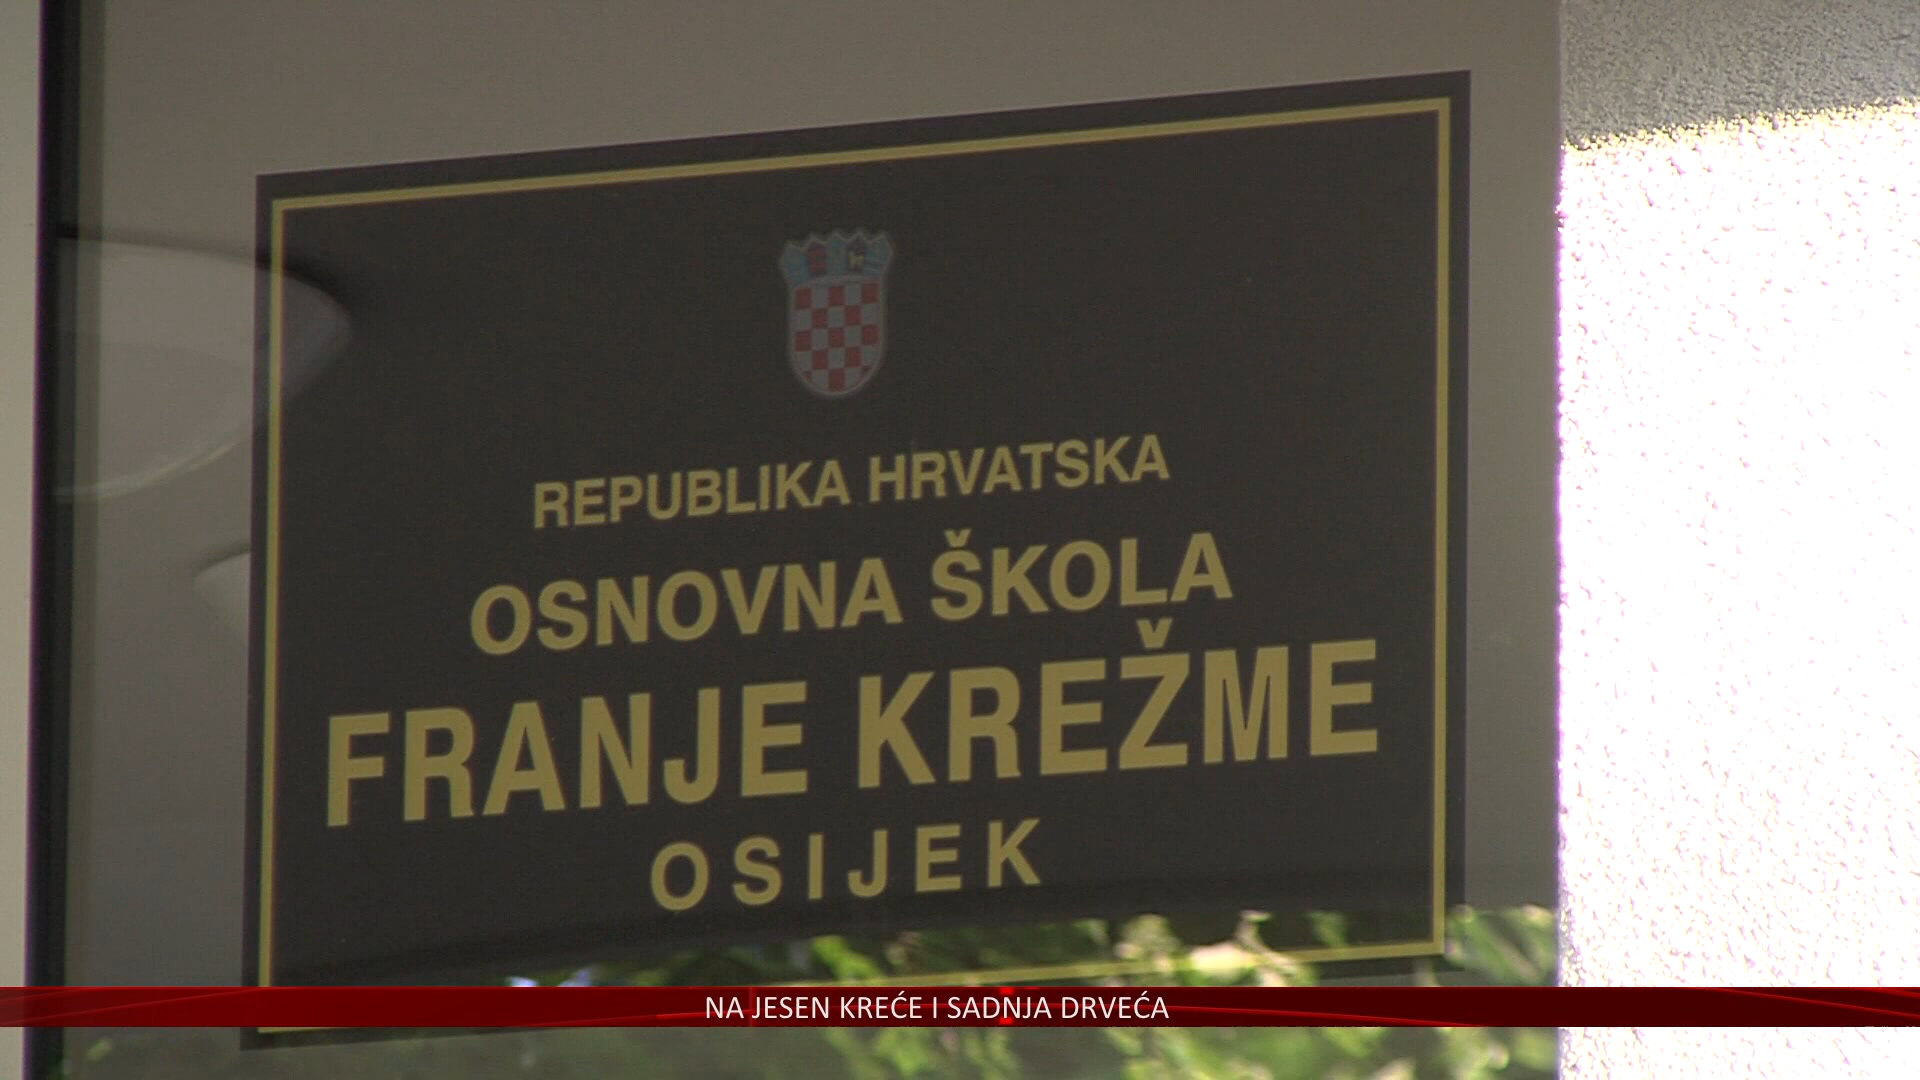 REPUBLIKA HRVATSKA
OSNOVNA ŠKOLA
FRANJE KREŽME
OSIJEK
NA JESEN KREĆE I SADNJA DRVEĆA